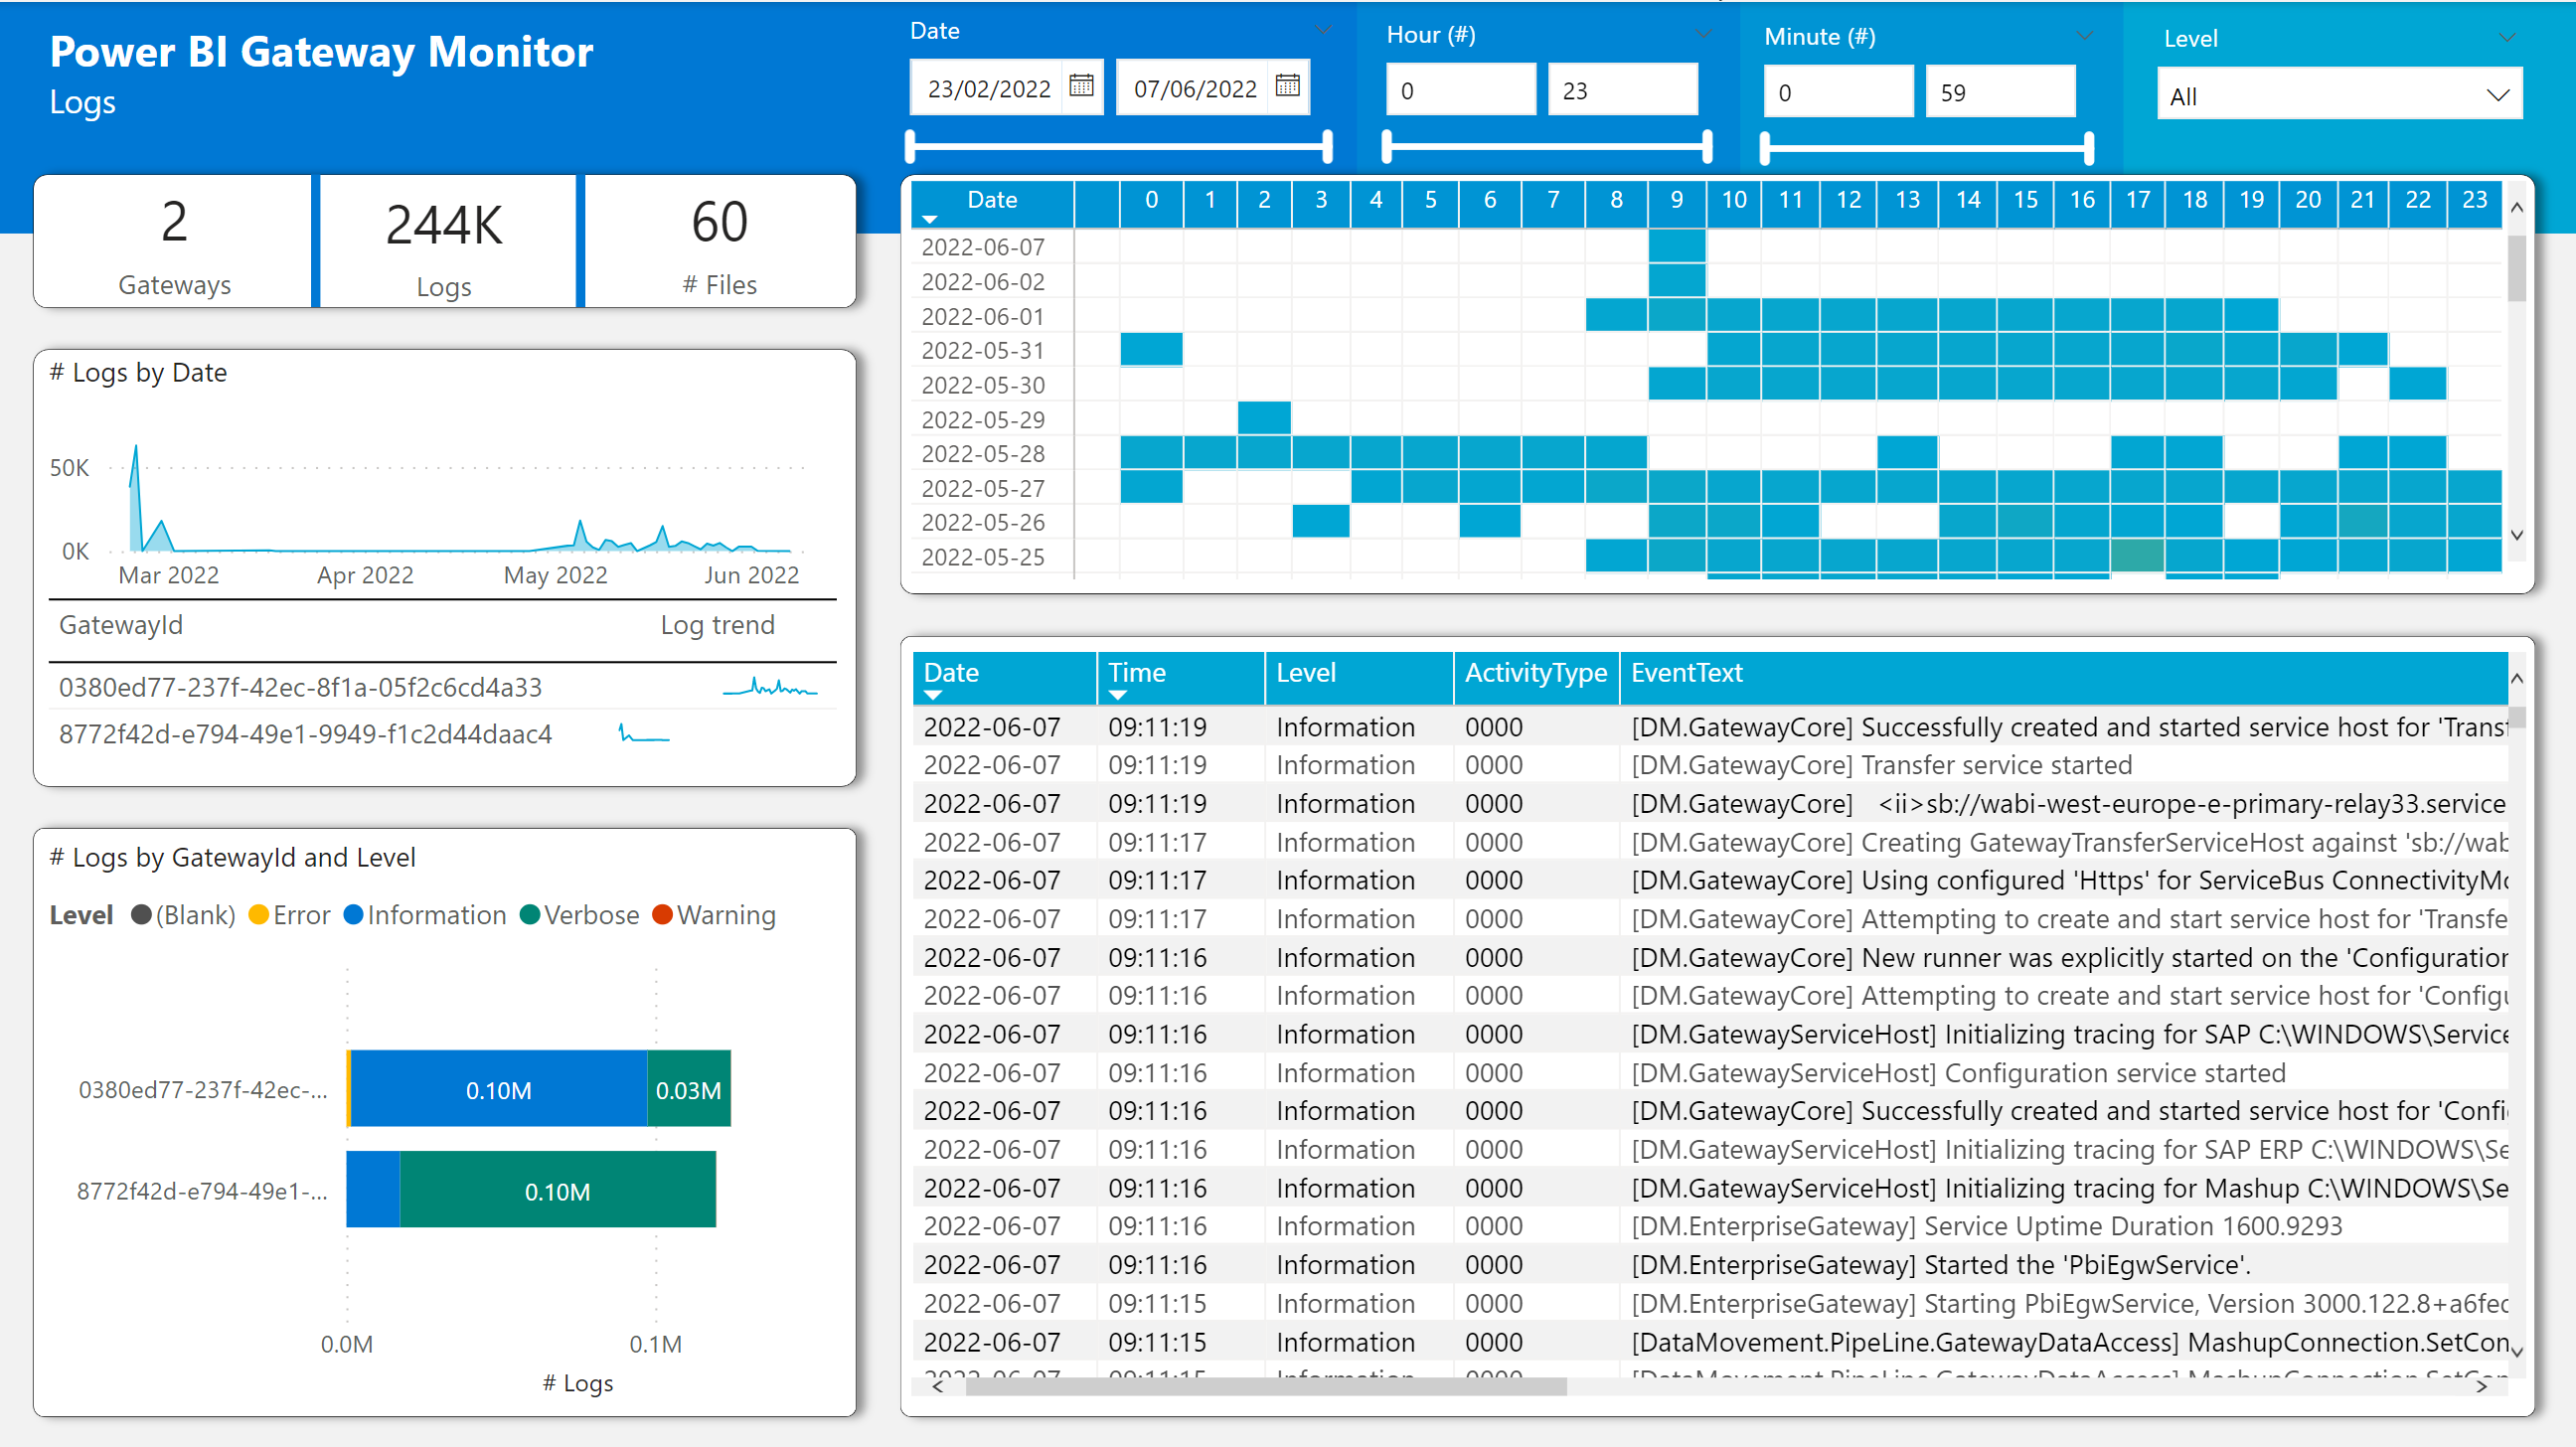 Power BI Gateway Monitor
Logs
Date
23/02/2022 07/06/2022
Hour (#)
0 23
Minute (#)
0 59
Level
All
2
Gateways
244K
Logs
60
# Files
# Logs by Date
50K
0K
Mar 2022 Apr 2022 May 2022 Jun 2022
GatewayId Log trend
0380ed77-237f-42ec-8f1a-05f2c6cd4a33
8772f42d-e794-49e1-9949-f1c2d44daac4
# Logs by GatewayId and Level
Level (Blank) Error Information Verbose Warning
0380ed77-237f-42ec-... 0.10M 0.03M
8772f42d-e794-49e1-... 0.10M
0.0M 0.1M
# Logs
Date 0 1 2 3 4 5 6 7 8 9 10 11 12 13 14 15 16 17 18 19 20 21 22 23
2022-06-07
2022-06-02
2022-06-01
2022-05-31
2022-05-30
2022-05-29
2022-05-28
2022-05-27
2022-05-26
2022-05-25
Date Time Level ActivityType EventText
2022-06-07 09:11:19 Information 0000 [DM.GatewayCore] Successfully created and started service host for 'Transf
2022-06-07 09:11:19 Information 0000 [DM.GatewayCore] Transfer service started
2022-06-07 09:11:19 Information 0000 [DM.GatewayCore] <ii>sb://wabi-west-europe-e-primary-relay33.service
2022-06-07 09:11:17 Information 0000 [DM.GatewayCore] Creating GatewayTransferServiceHost against 'sb://wab
2022-06-07 09:11:17 Information 0000 [DM.GatewayCore] Using configured 'Https' for ServiceBus ConnectivityMo
2022-06-07 09:11:17 Information 0000 [DM.GatewayCore] Attempting to create and start service host for 'Transfe
2022-06-07 09:11:16 Information 0000 [DM.GatewayCore] New runner was explicitly started on the 'Configuration
2022-06-07 09:11:16 Information 0000 [DM.GatewayCore] Attempting to create and start service host for 'Configu
2022-06-07 09:11:16 Information 0000 [DM.GatewayServiceHost] Initializing tracing for SAP C:\WINDOWS\Service
2022-06-07 09:11:16 Information 0000 [DM.GatewayServiceHost] Configuration service started
2022-06-07 09:11:16 Information 0000 [DM.GatewayCore] Successfully created and started service host for 'Confi
2022-06-07 09:11:16 Information 0000 [DM.GatewayServiceHost] Initializing tracing for SAP ERP C:\WINDOWS\Se
2022-06-07 09:11:16 Information 0000 [DM.GatewayServiceHost] Initializing tracing for Mashup C:\WINDOWS\Se
2022-06-07 09:11:16 Information 0000 [DM.EnterpriseGateway] Service Uptime Duration 1600.9293
2022-06-07 09:11:16 Information 0000 [DM.EnterpriseGateway] Started the 'PbiEgwService'.
2022-06-07 09:11:15 Information 0000 [DM.EnterpriseGateway] Starting PbiEgwService, Version 3000.122.8+a6fec
2022-06-07 09:11:15 Information 0000 [DataMovement.PipeLine.GatewayDataAccess] MashupConnection.SetCon
2022-06-07 09:11:15 Information 0000 [DataMovement.PipeLine.GatewayDataAccess] MashupConnection.SetCon